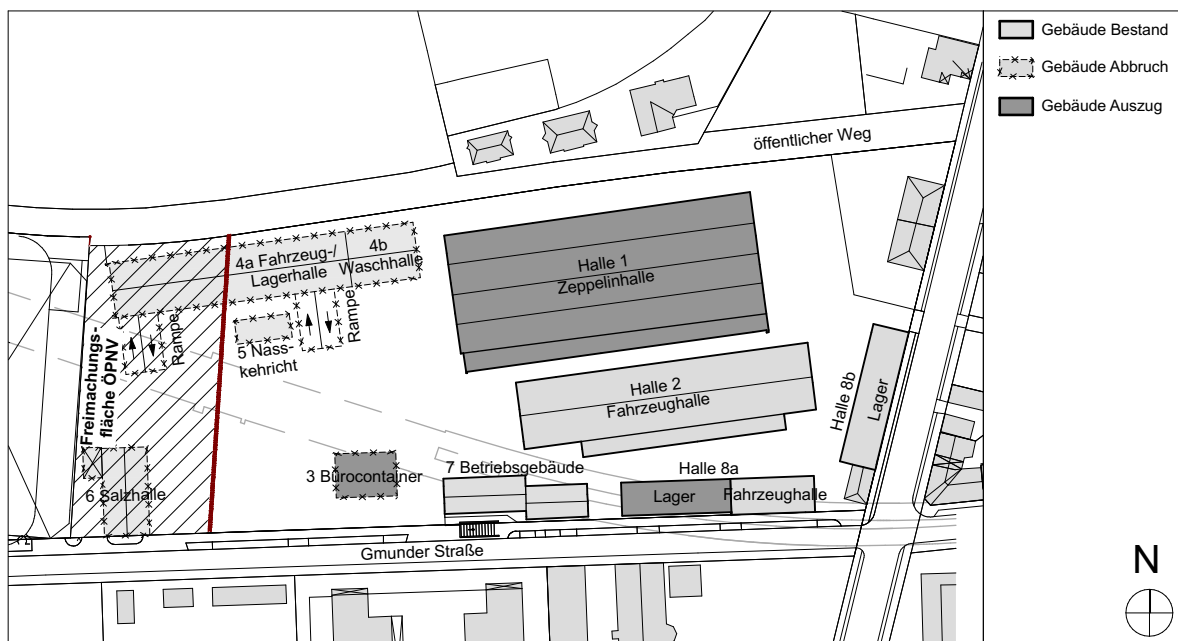 Gebäude Bestand
Gebäude Abbruch
Gebäude Auszug
öffentlicher Weg
4a Fahrzeug-/
Lagerhalle
4b
Waschhalle
Halle 1
Zeppelinhalle
Rampe
Rampe
5 Nass-
kehricht
Freimachungs-
fläche ÖPNV
Halle 2
Fahrzeughalle
Halle 8b
Lager
6 Salzhalle
3 Bürocontainer
7 Betriebsgebäude
Halle 8a
Lager
Fahrzeughalle
Gmunder Straße
N